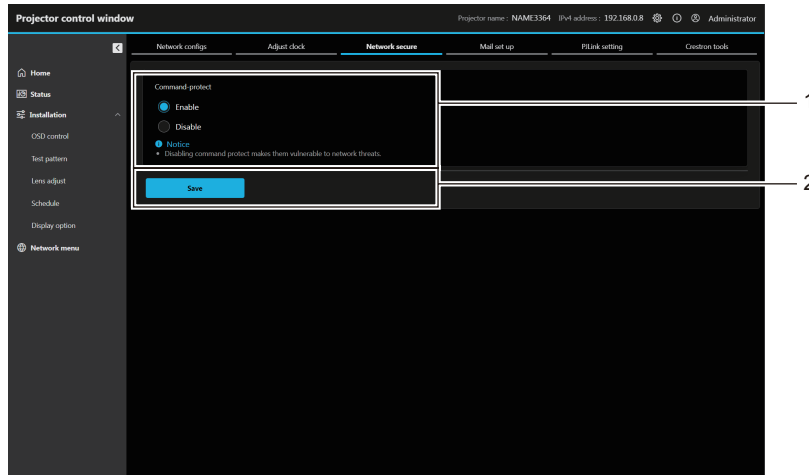 Projector control window
Projector name : NAME3364 IPv4 address : 192.168.0.8 Administrator
Network configs Adjust clock Network secure Mail set up PJLink setting Crestron tools
Home
Status
Installation
OSD control
Test pattern
Lens adjust
Schedule
Display option
Network menu
Command-protect
Enable
Disable
Notice
• Disabling command protect makes them vulnerable to network threats.
Save
1
2